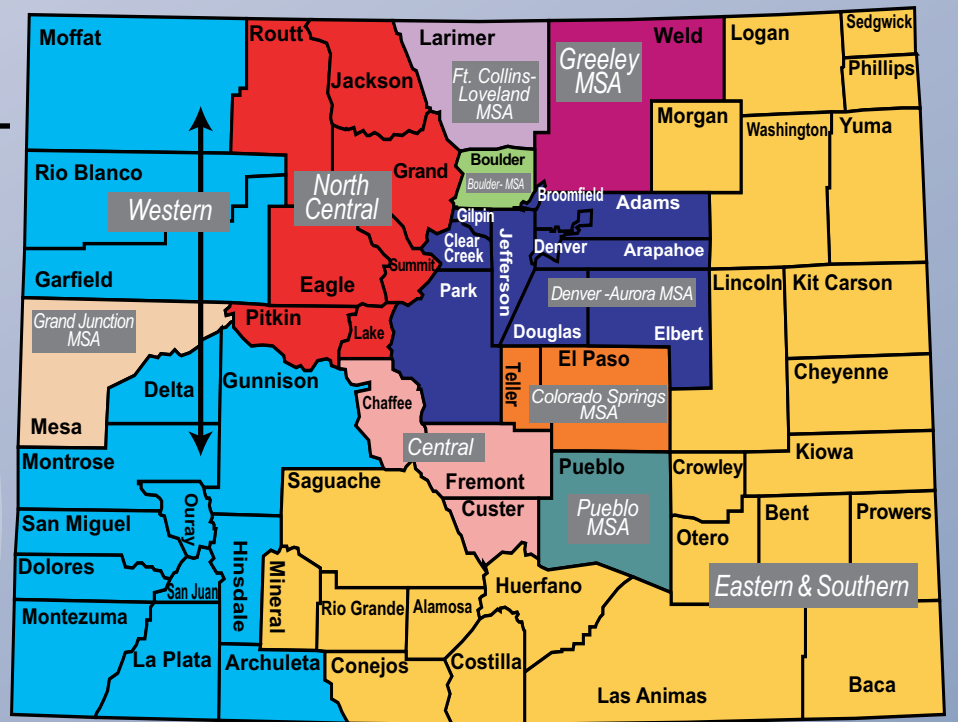 Moffat
Routt
Larimer
Weld
Logan
Sedgwick
Phillips
Jackson
Ft. Collins-
Loveland
MSA
Greeley
MSA
Morgan
Washington
Yuma
Rio Blanco
Grand
Boulder
Boulder- MSA
Western
North
Central
Gilpin
Broomfield
Adams
Clear
Creek
Jefferson
Denver
Arapahoe
Garfield
Eagle
Summit
Park
Denver -Aurora MSA
Lincoln
Kit Carson
Grand Junction
MSA
Pitkin
Lake
Douglas
Elbert
Delta
Gunnison
Teller
El Paso
Cheyenne
Mesa
Chaffee
Colorado Springs
MSA
Montrose
Central
Kiowa
Saguache
Fremont
Pueblo
Crowley
Ouray
Custer
Pueblo
MSA
Bent
Prowers
San Miguel
Otero
Dolores
San Juan
Hinsdale
Mineral
Huerfano
Eastern & Southern
Montezuma
Rio Grande
Alamosa
La Plata
Archuleta
Conejos
Costilla
Las Animas
Baca